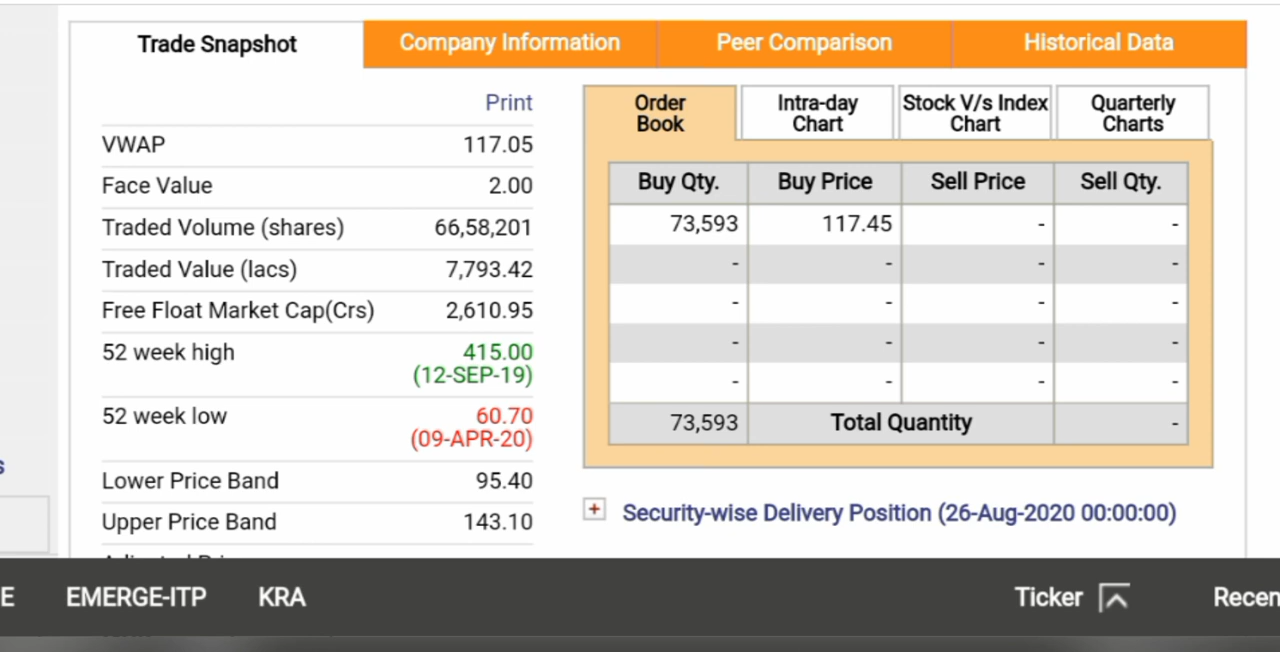 Trade Snapshot
Company Information
Peer Comparison
Historical Data
Print
VWAP 117.05
Face Value 2.00
Traded Volume (shares) 66,58,201
Traded Value (lacs) 7,793.42
Free Float Market Cap(Crs) 2,610.95
52 week high 415.00
(12-SEP-19)
52 week low 60.70
(09-APR-20)
Lower Price Band 95.40
Upper Price Band 143.10
Order
Book
Intra-day
Chart
Stock V/s Index
Chart
Quarterly
Charts
Buy Qty. Buy Price Sell Price Sell Qty.
73,593 117.45 - -
- - - -
- - - -
- - - -
- - - -
73,593 Total Quantity -
+ Security-wise Delivery Position (26-Aug-2020 00:00:00)
s
E EMERGE-ITP KRA Ticker Recen